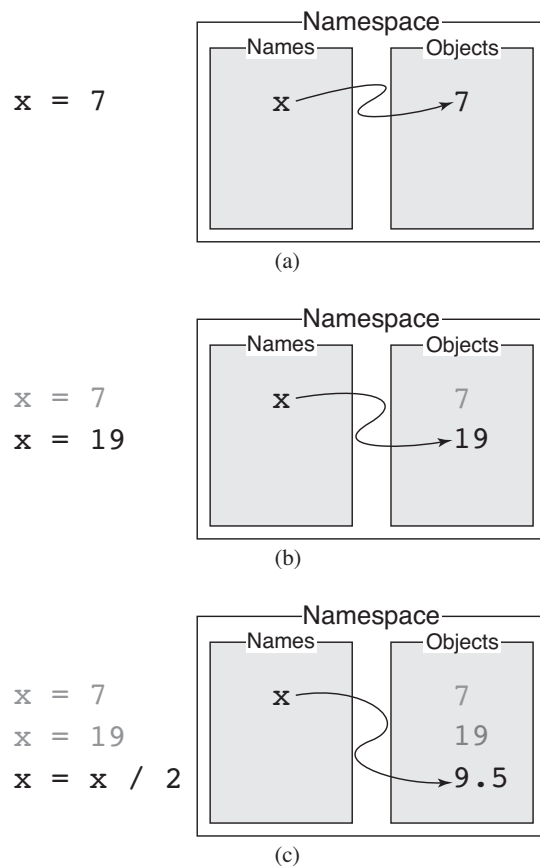 Namespace
Names Objects
x = 7 x 7
(a)
Namespace
Names Objects
x = 7 x 7
x = 19 19
(b)
Namespace
Names Objects
x = 7 x 7
x = 19 19
x = x / 2 9.5
(c)